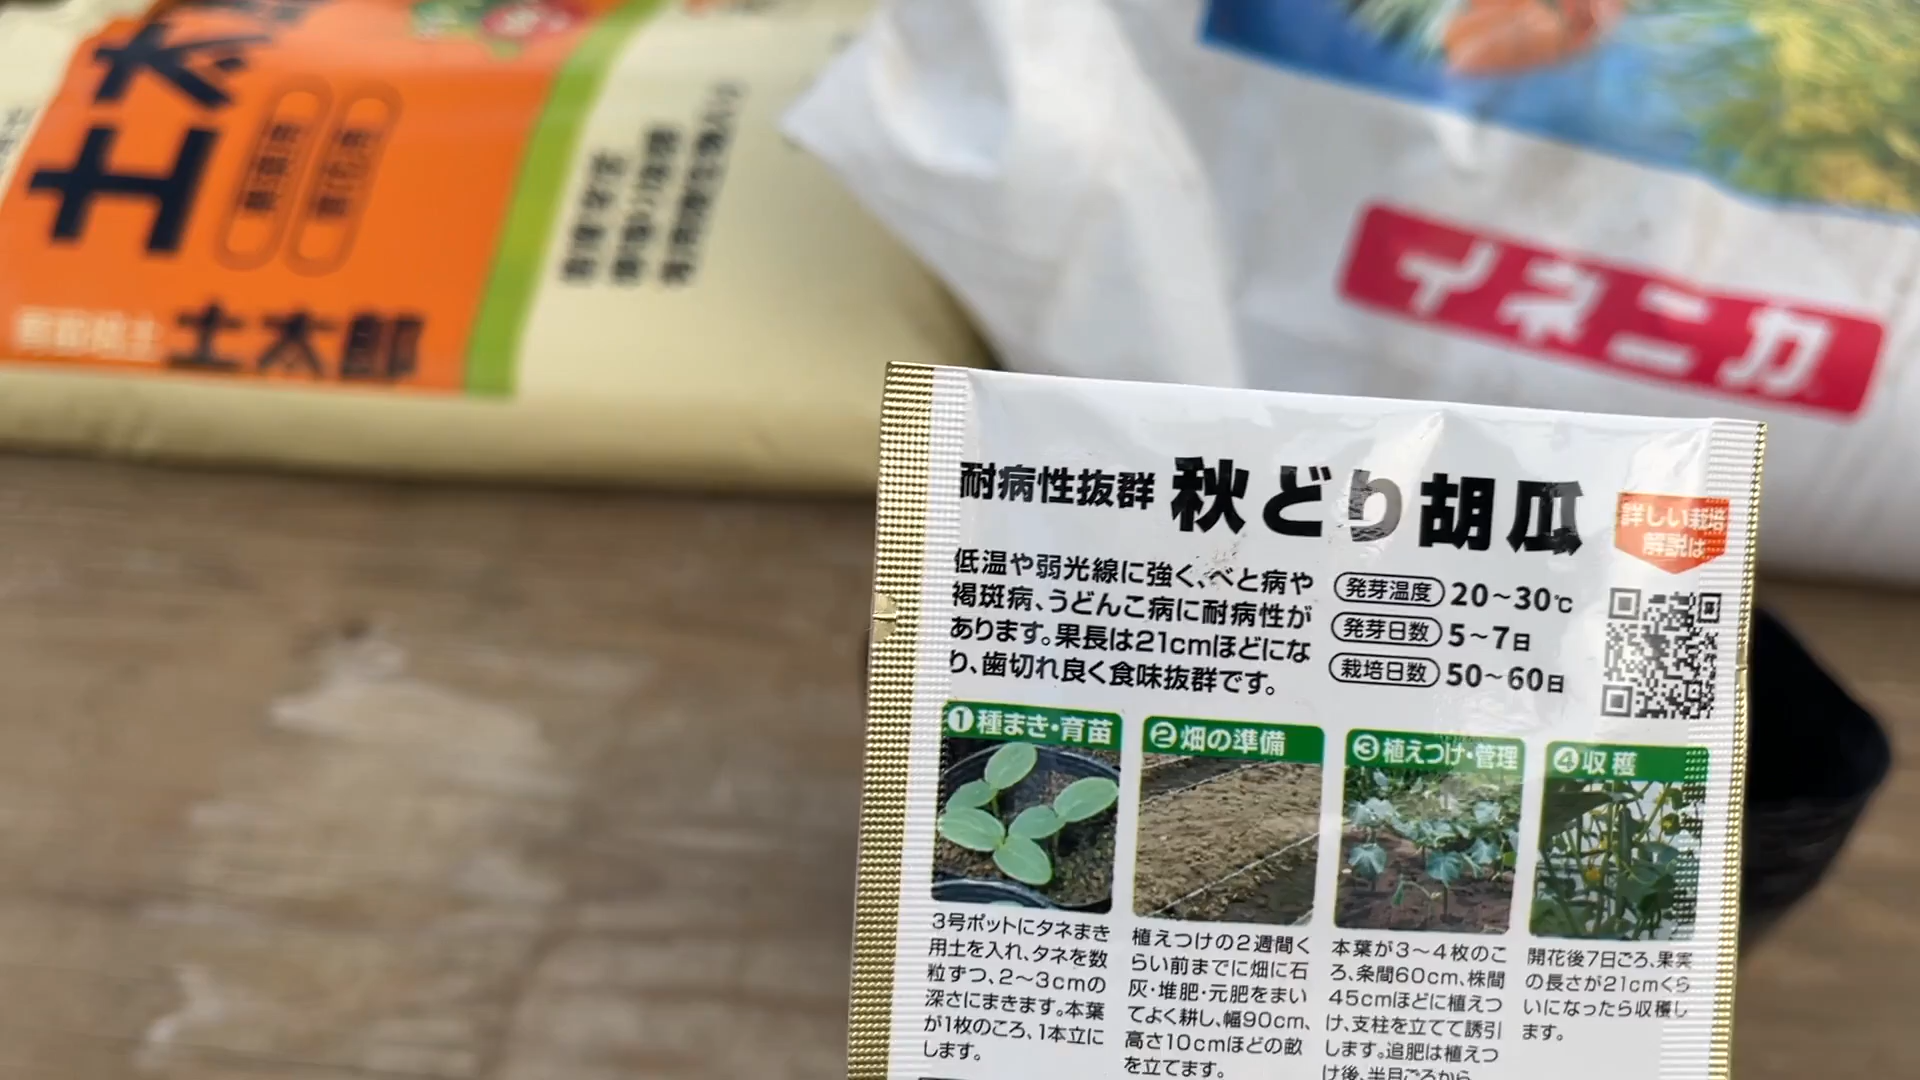 土太
土太郎
イネニカ
耐病性抜群 秋どり胡瓜
詳しい栽培
解説は
低温や弱光線に強く、べと病や
褐斑病、うどんこ病に耐病性が
あります。果長は21cmほどにな
り、歯切れ良く食味抜群です。
発芽温度 20~30℃
発芽日数 5~7日
栽培日数 50~60日
①種まき・育苗
3号ポットにタネまき
用土を入れ、タネを数
粒ずつ、2~3cmの
深さにまきます。本葉
が1枚のころ、1本立に
します。
②畑の準備
植えつけの2週間く
らい前までに畑に石
灰・堆肥・元肥をまい
てよく耕し、幅90cm、
高さ10cmほどの畝
を立てます。
③植えつけ・管理
本葉が3~4枚のこ
ろ、条間60cm、株間
45cmほどに植えつ
け、支柱を立てて誘引
します。追肥は植えつ
け後、半月ごろから
④収穫
開花後7日ごろ、果実
の長さが21cmくら
いになったら収穫し
ます。